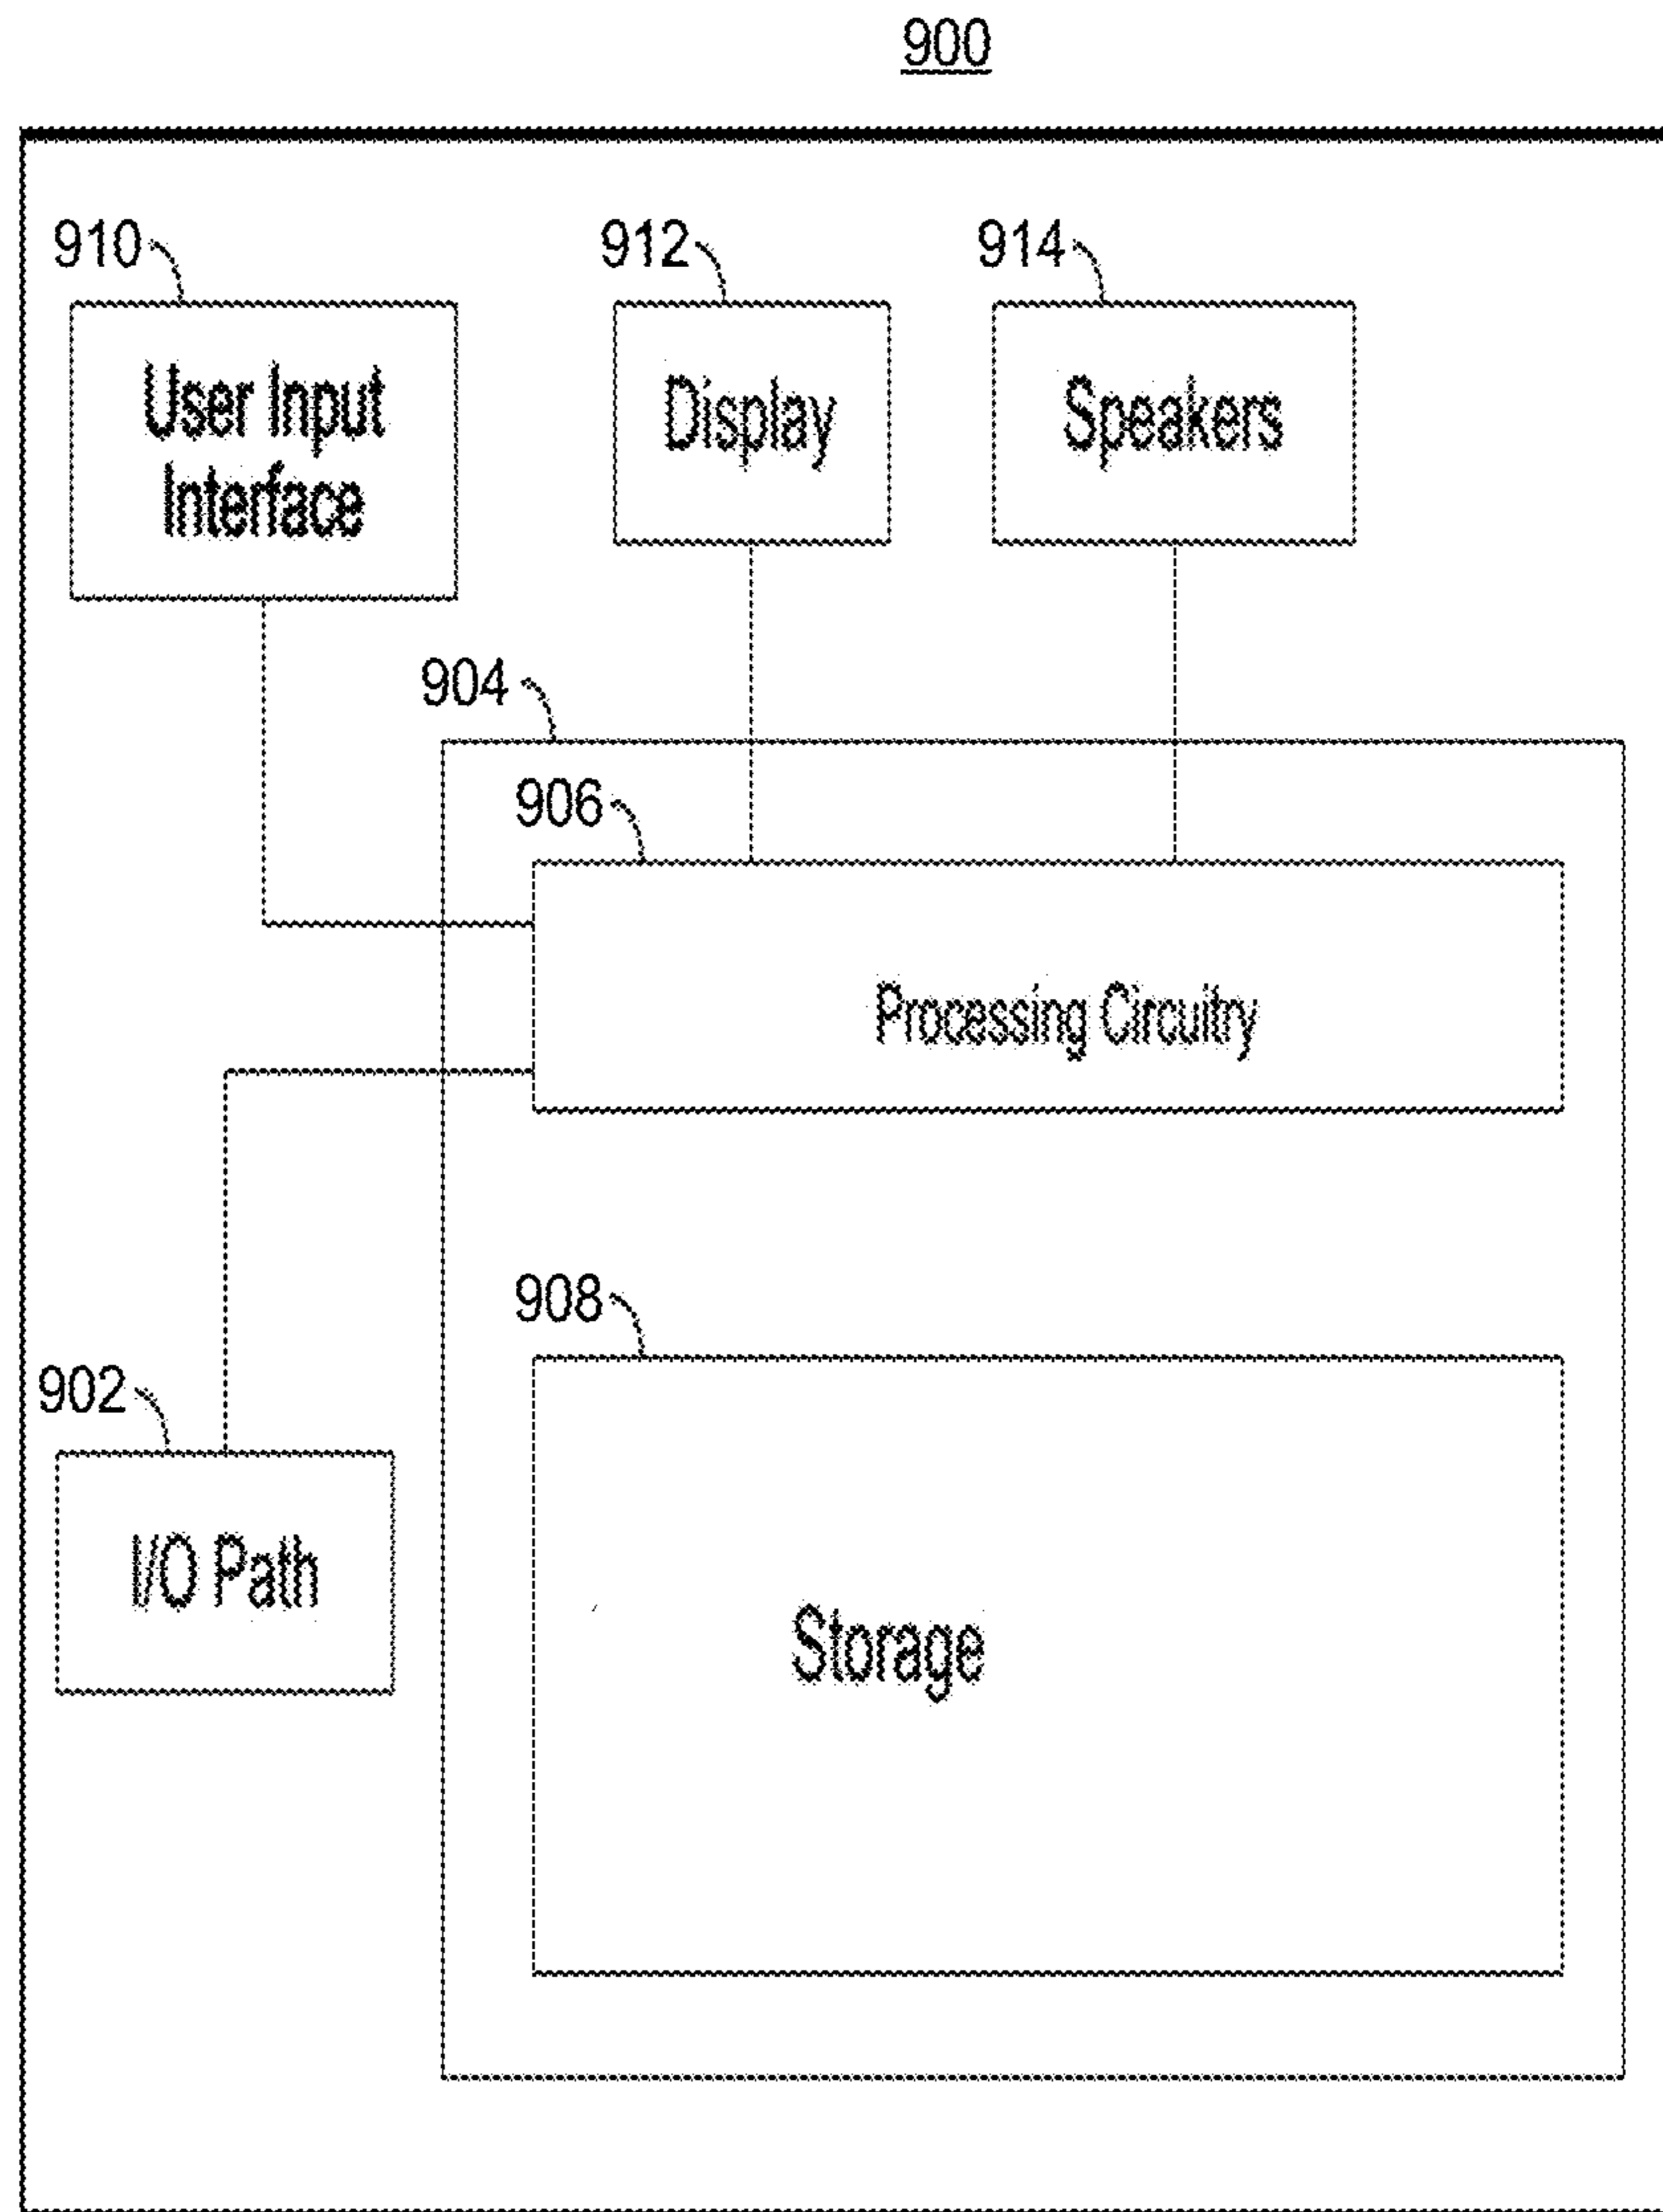 900
910
912
914
User Input
Interface
Display
Speakers
904
906
Processing Circuitry
908
902
I/O Path
Storage